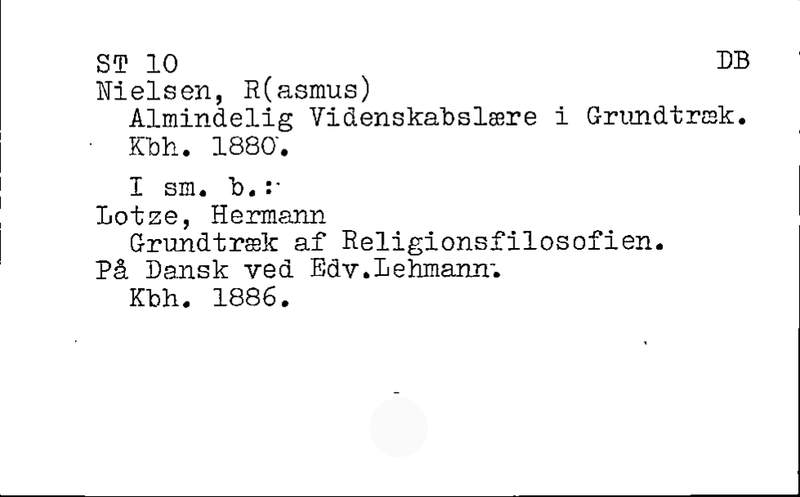 ST 10 DB
Nielsen, R(asmus)
Almindelig Videnskabslære i Grundtræk.
Kbh. 1880.
I sm. b.:
Lotze, Hermann
Grundtræk af Religionsfilosofien.
På Dansk ved Edv.Lehmann.
Kbh. 1886.